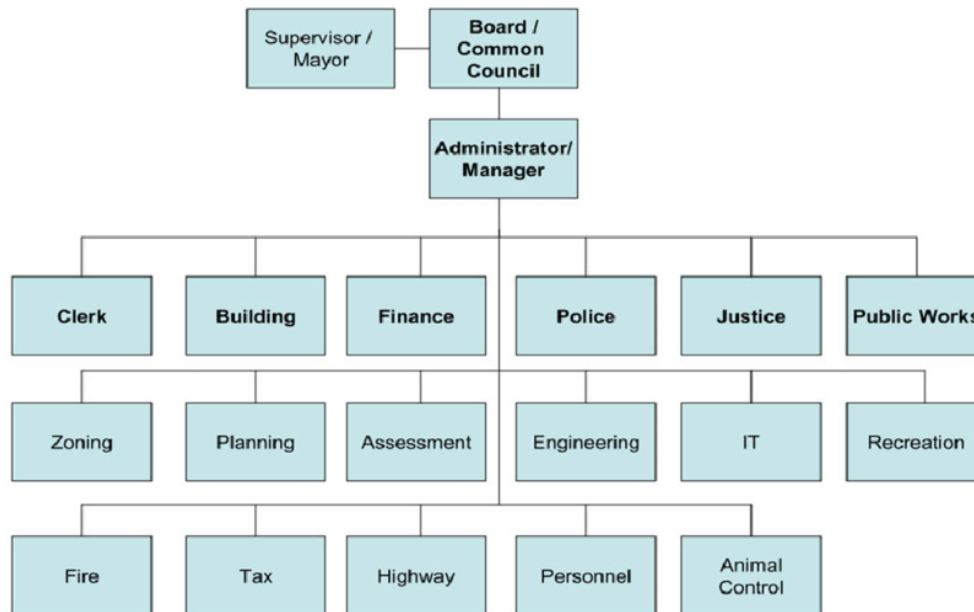 Supervisor /
Mayor
Board /
Common
Council
Administrator/
Manager
Clerk
Building
Finance
Police
Justice
Public Works
Zoning
Planning
Assessment
Engineering
IT
Recreation
Fire
Tax
Highway
Personnel
Animal
Control